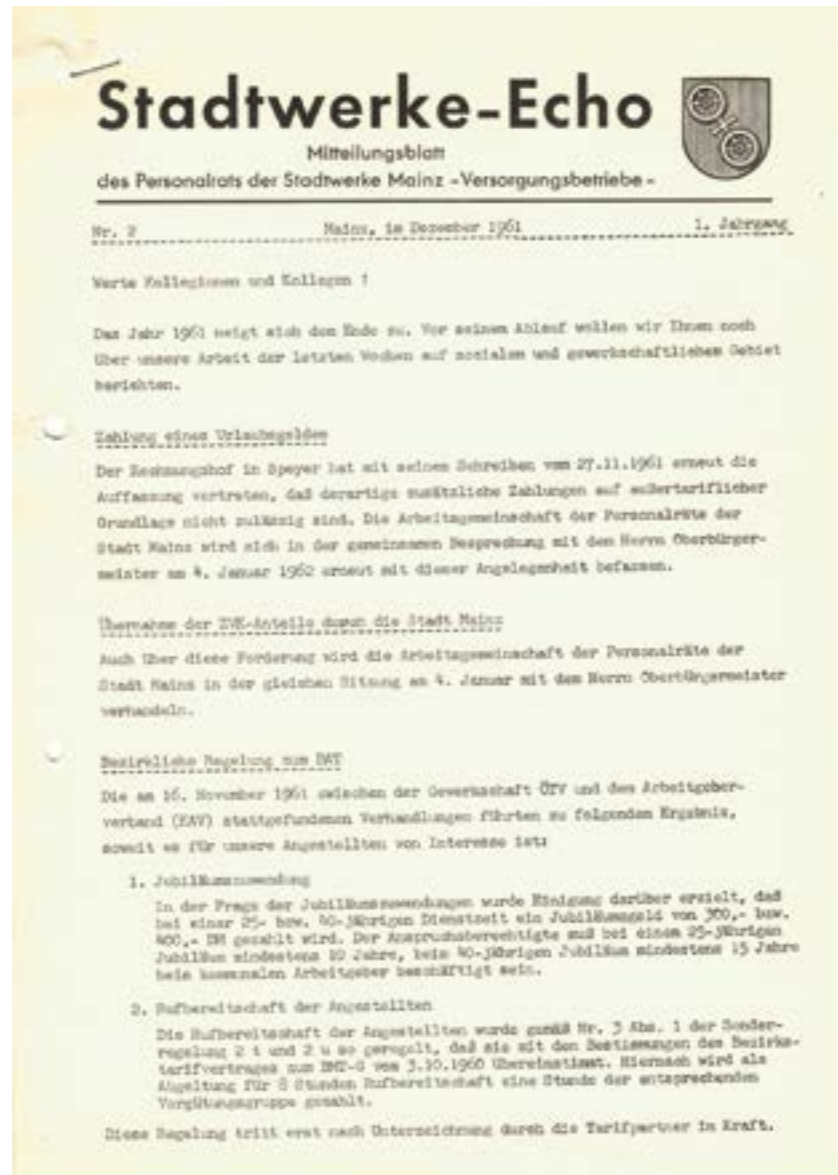 Stadtwerke-Echo
Mitteilungsblatt
des Personalrats der Stadtwerke Mainz -Versorgungsbetriebe-
Nr. 2 Mainz, im Dezember 1961 1. Jahrgang
Werte Kolleginnen und Kollegen !
Das Jahr 1961 neigt sich dem Ende zu. Vor seinem Ablauf wollen wir Ihnen noch
über unsere Arbeit der letzten Wochen auf sozialem und gewerkschaftlichem Gebiet
berichten.
Zahlung eines Urlaubsgeldes
Der Rechnungshof in Speyer hat mit seinem Schreiben vom 27.11.1961 erneut die
Auffassung vertreten, daß derartige zusätzliche Zahlungen auf außertariflicher
Grundlage nicht zulässig sind. Die Arbeitsgemeinschaft der Personalräte der
Stadt Mainz wird sich in der gemeinsamen Besprechung mit dem Herrn Oberbürger-
meister am 4. Januar 1962 erneut mit dieser Angelegenheit befassen.
Übernahme der ZVK-Anteile durch die Stadt Mainz
Auch über diese Forderung wird die Arbeitsgemeinschaft der Personalräte der
Stadt Mainz in der gleichen Sitzung am 4. Januar mit dem Herrn Oberbürgermeister
verhandeln.
Bezirkliche Regelung zum BAT
Die am 16. November 1961 zwischen der Gewerkschaft ÖTV und dem Arbeitgeber-
verband (KAV) stattgefundenen Verhandlungen führten zu folgendem Ergebnis,
soweit es für unsere Angestellten von Interesse ist:
1. Jubiläumszuwendung
In der Frage der Jubiläumszuwendungen wurde Einigung darüber erzielt, daß
bei einer 25- bzw. 40-jährigen Dienstzeit ein Jubiläumsgeld von 300,- bzw.
400,- DM gezahlt wird. Der Anspruchsberechtigte muß bei einem 25-jährigen
Jubiläum mindestens 10 Jahre, beim 40-jährigen Jubiläum mindestens 15 Jahre
beim kommunalen Arbeitgeber beschäftigt sein.
2. Rufbereitschaft der Angestellten
Die Rufbereitschaft der Angestellten wurde gemäß Nr. 3 Abs. 1 der Sonder-
regelung 2 t und 2 u so geregelt, daß sie mit den Bestimmungen des Bezirks-
tarifvertrages zum BMT-G vom 3.10.1960 übereinstimmt. Hiernach wird als
Abgeltung für 8 Stunden Rufbereitschaft eine Stunde der entsprechenden
Vergütungsgruppe gezahlt.
Diese Regelung tritt erst nach Unterzeichnung durch die Tarifpartner in Kraft.